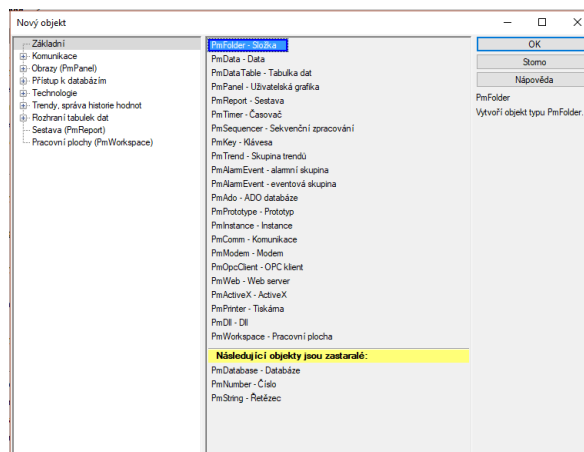 Nový objekt
Základní
Komunikace
Obrazy (PmPanel)
Přístup k databázím
Technologie
Trendy, správa historie hodnot
Rozhraní tabulek dat
Sestava (PmReport)
Pracovní plochy (PmWorkspace)
PmFolder - Složka
PmData - Data
PmDataTable - Tabulka dat
PmPanel - Uživatelská grafika
PmReport - Sestava
PmTimer - Časovač
PmSequencer - Sekvenční zpracování
PmKey - Klávesa
PmTrend - Skupina trendů
PmAlarmEvent - alarmní skupina
PmAlarmEvent - eventová skupina
PmAdo - ADO databáze
PmPrototype - Prototyp
PmInstance - Instance
PmComm - Komunikace
PmModem - Modem
PmOpcClient - OPC klient
PmWeb - Web server
PmActiveX - ActiveX
PmPrinter - Tiskárna
PmDll - Dll
PmWorkspace - Pracovní plocha
Následující objekty jsou zastaralé:
PmDatabase - Databáze
PmNumber - Číslo
PmString - Řetězec
OK
Storno
Nápověda
PmFolder
Vytvoří objekt typu PmFolder.